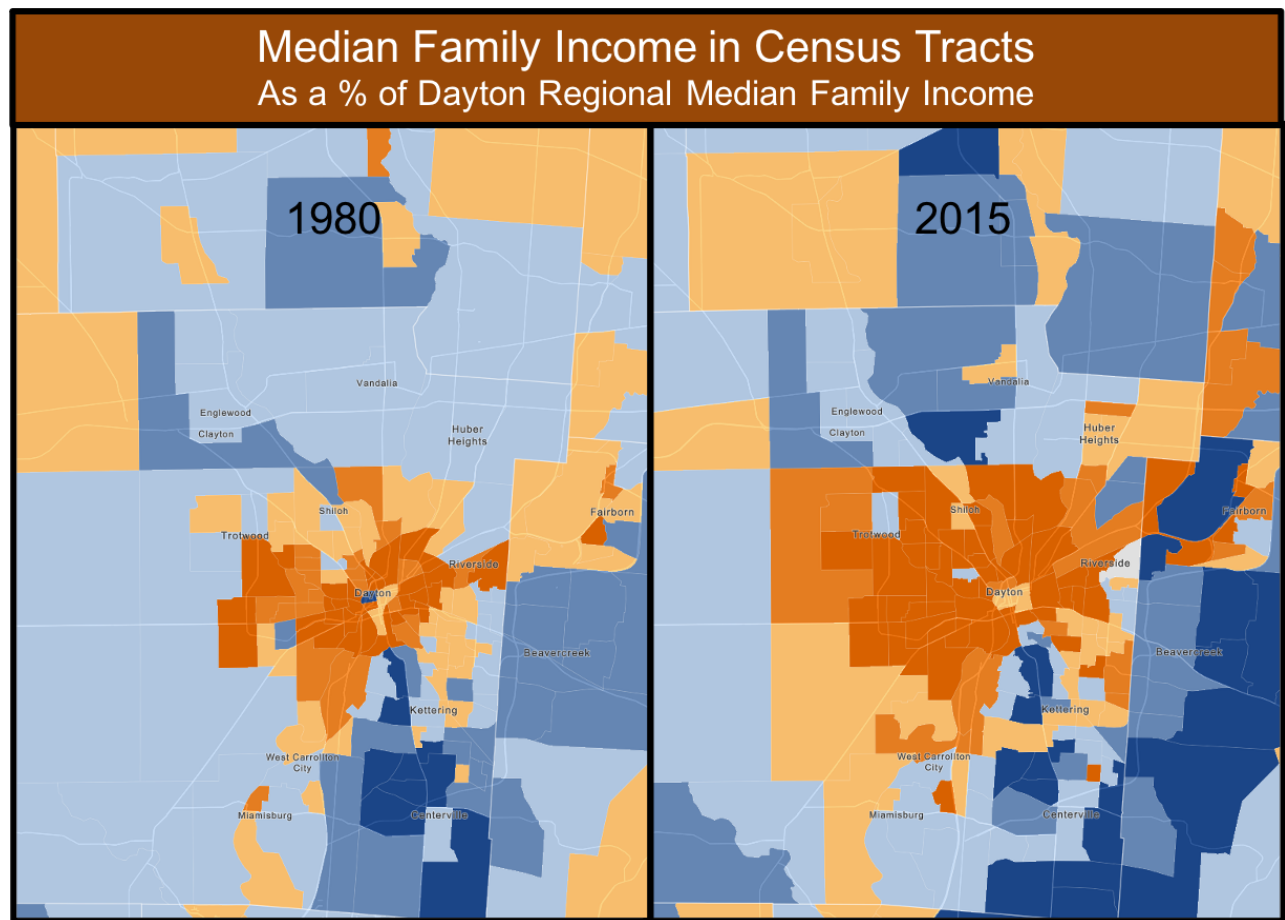 Median Family Income in Census Tracts
As a % of Dayton Regional Median Family Income
1980
Vandalia
Englewood
Clayton
Huber
Heights
Shiloh
Fairborn
Trotwood
Riverside
Dayton
Beavercreek
Kettering
West Carrollton
City
Miamisburg
Centerville
2015
Vandalia
Englewood
Clayton
Huber
Heights
Shiloh
Fairborn
Trotwood
Riverside
Dayton
Beavercreek
Kettering
West Carrollton
City
Miamisburg
Centerville